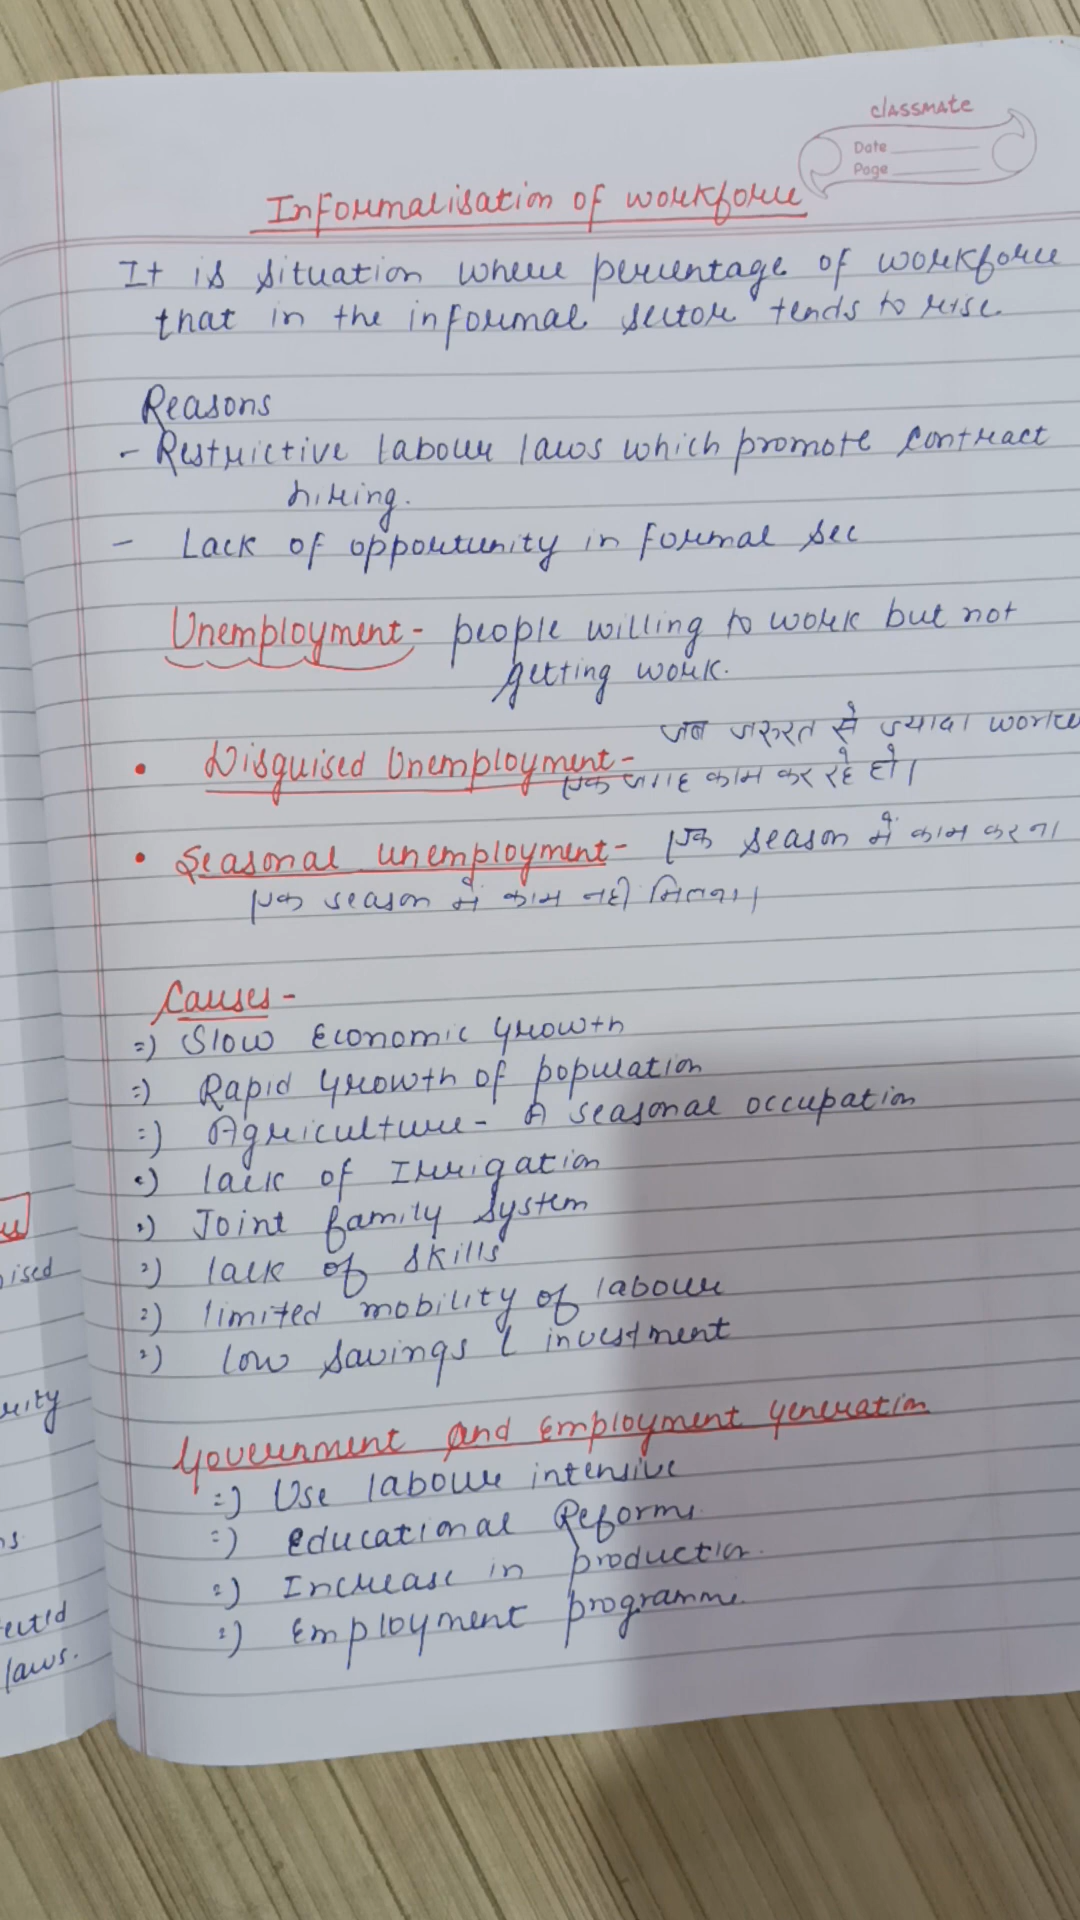 classmate
Date
Page
Informalisation of workforce
It is situation where percentage of workforce
that in the informal sector tends to rise.
Reasons
- Restrictive labour laws which promote contract
hiring.
- Lack of opportunity in formal sec
Unemployment - people willing to work but not
getting work.
जब जरुरत से ज्यादा worke
• Disguised Unemployment -
एक जगह काम कर रहे हो।
• Seasonal unemployment - एक season में काम करना
एक season में काम नही मिलना।
Causes -
=) Slow Economic growth
=) Rapid growth of population
=) Agriculture - A seasonal occupation
=) lack of Irrigation
=) Joint family system
=) lack of skills
=) limited mobility of labour
=) low savings & investment
Government and employment generation
=) Use labour intensive
=) educational Reforms
=) Increase in production.
=) Employment programme.
ised
rity
ns.
ected
laws.